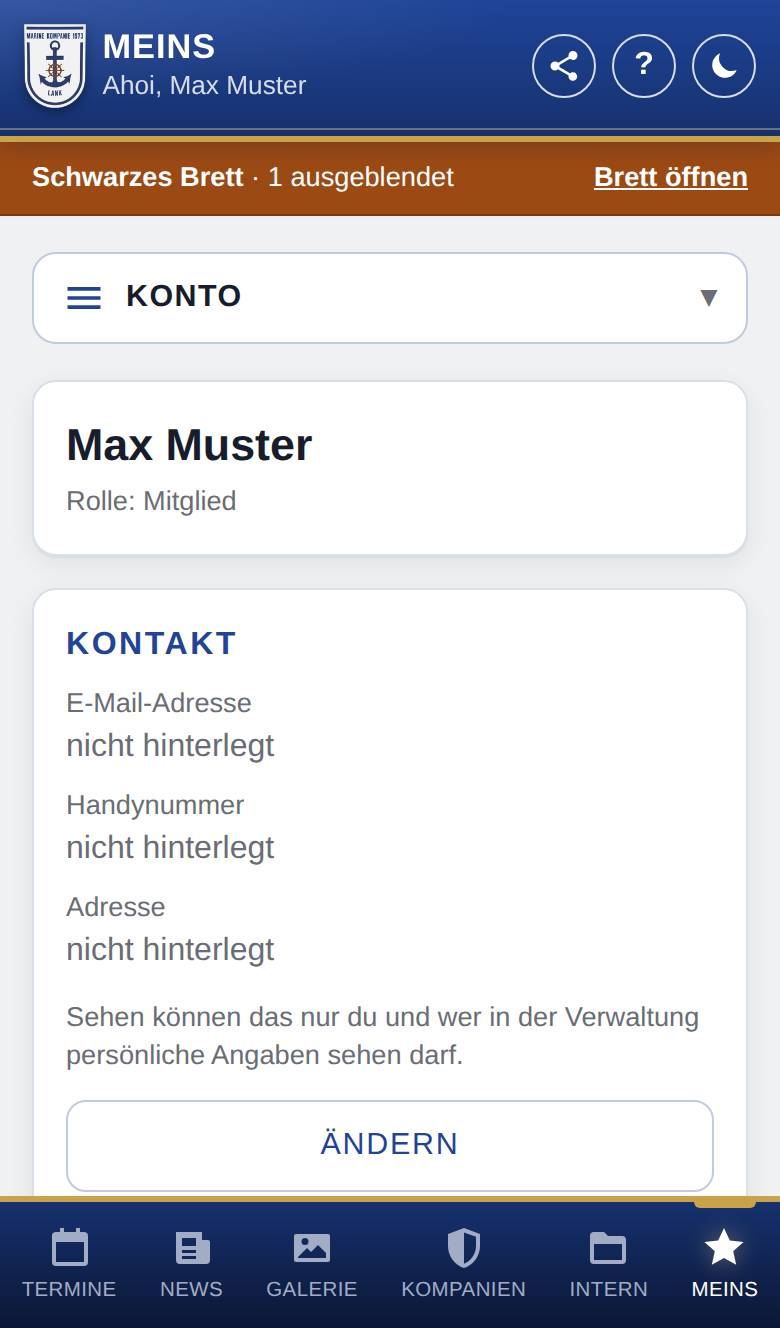 MARINE KOMPANIE 1973
LANK
MEINS
Ahoi, Max Muster
?
Schwarzes Brett · 1 ausgeblendet
Brett öffnen
KONTO
Max Muster
Rolle: Mitglied
KONTAKT
E-Mail-Adresse
nicht hinterlegt
Handynummer
nicht hinterlegt
Adresse
nicht hinterlegt
Sehen können das nur du und wer in der Verwaltung
persönliche Angaben sehen darf.
ÄNDERN
TERMINE NEWS GALERIE KOMPANIEN INTERN MEINS